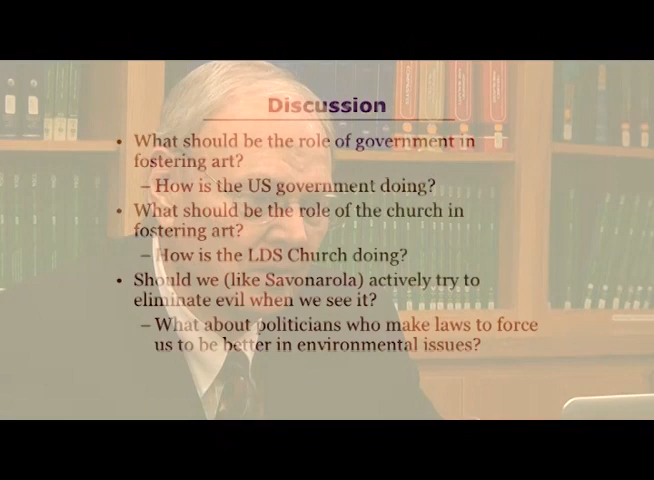 Discussion
• What should be the role of government in
fostering art?
– How is the US government doing?
• What should be the role of the church in
fostering art?
– How is the LDS Church doing?
• Should we (like Savonarola) actively try to
eliminate evil when we see it?
– What about politicians who make laws to force
us to be better in environmental issues?